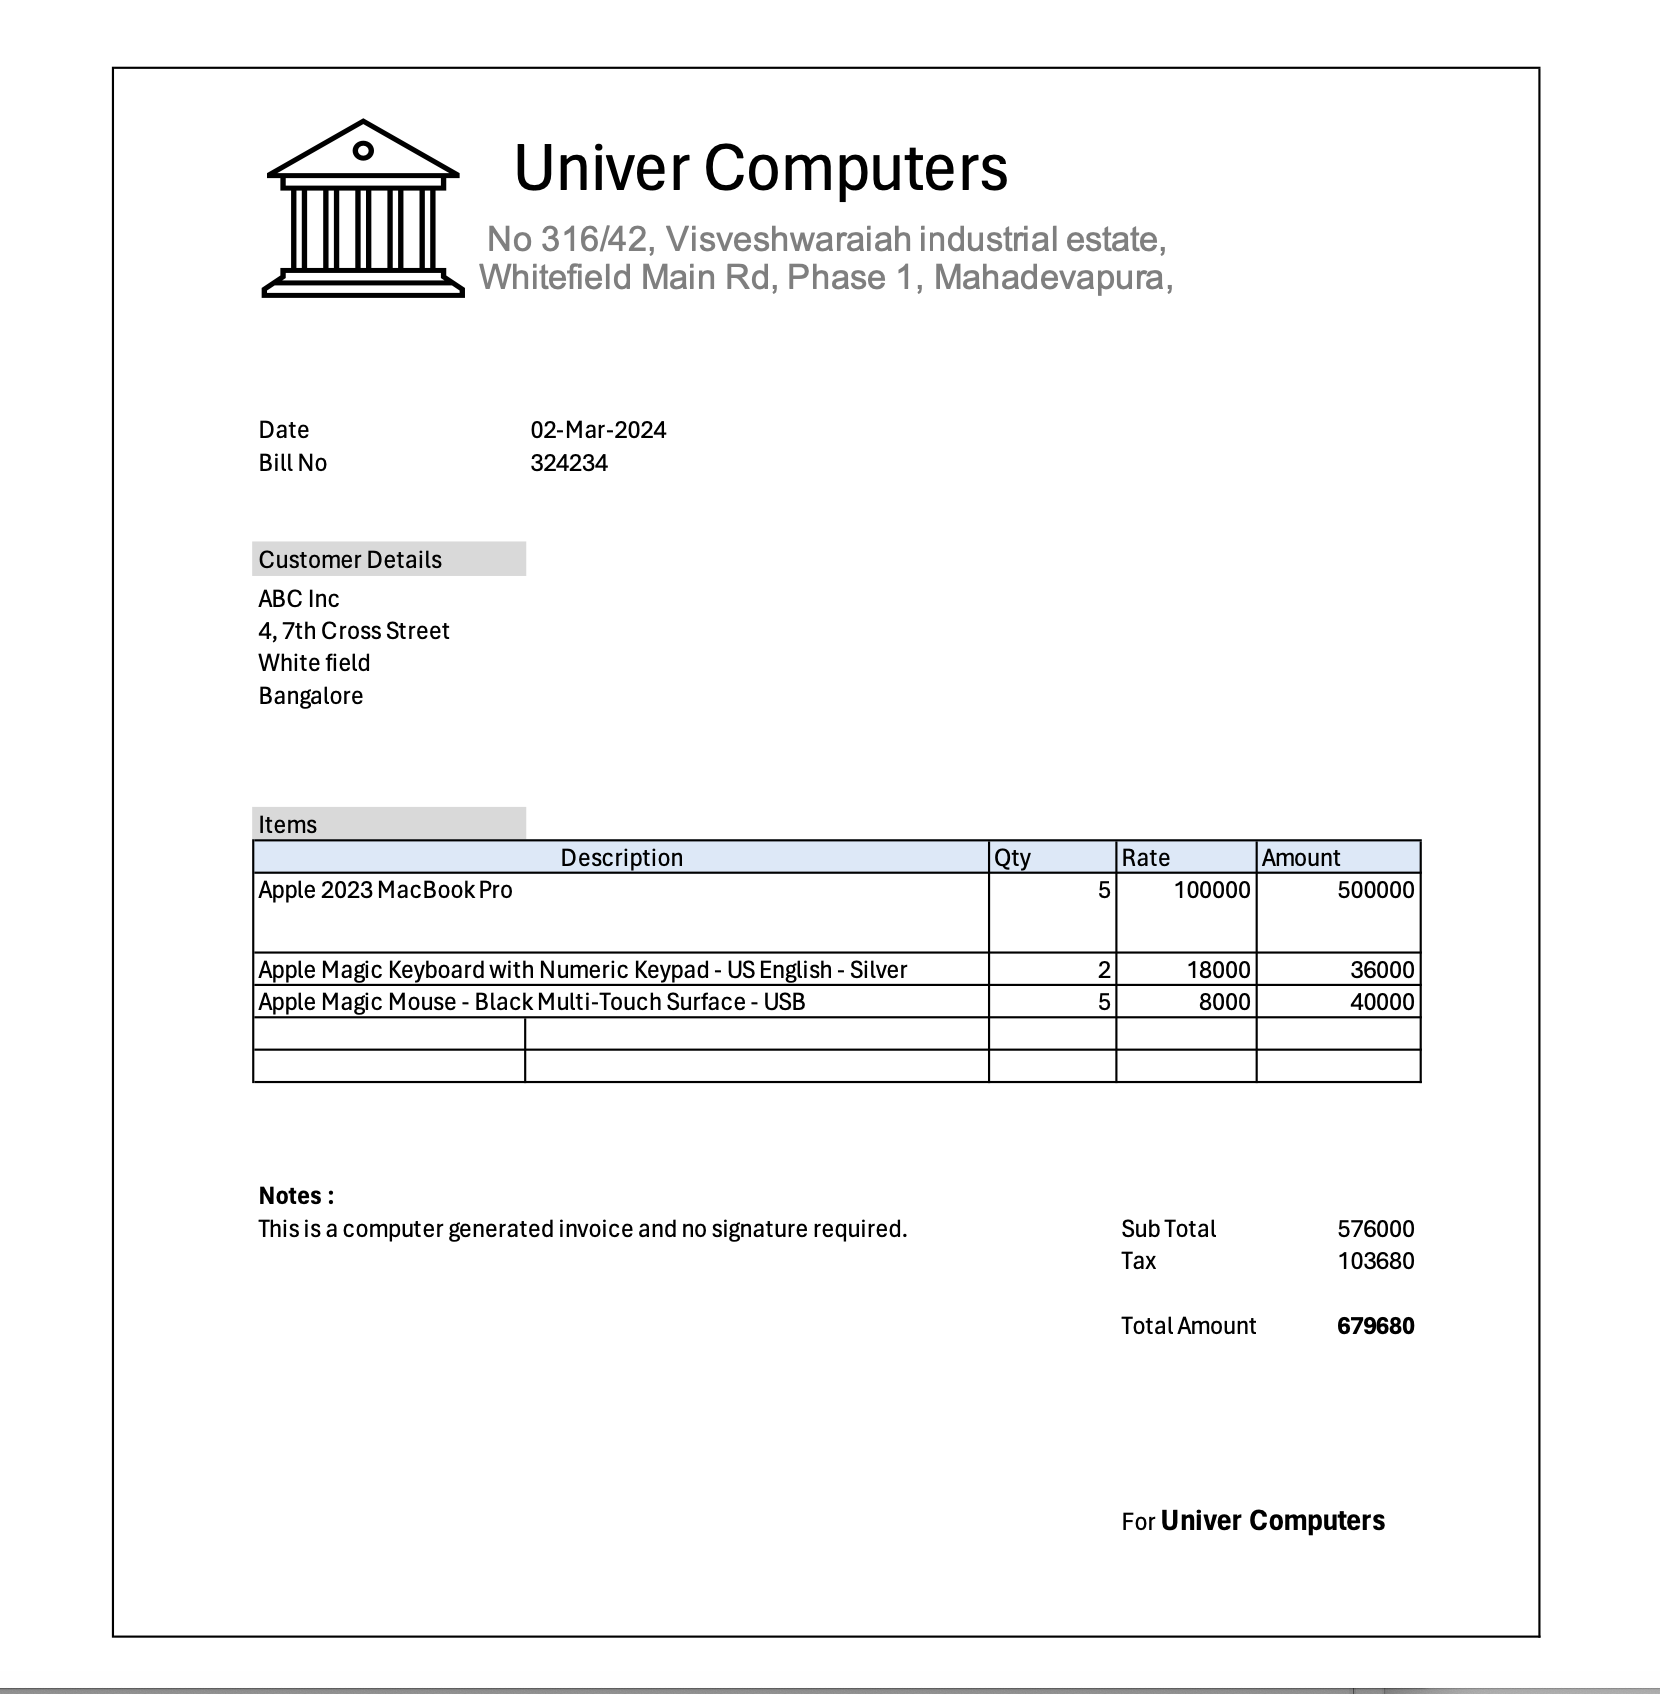 Univer Computers
No 316/42, Visveshwaraiah industrial estate,
Whitefield Main Rd, Phase 1, Mahadevapura,
Date 02-Mar-2024
Bill No 324234
Customer Details
ABC Inc
4, 7th Cross Street
White field
Bangalore
Items
Description Qty Rate Amount
Apple 2023 MacBook Pro 5 100000 500000
Apple Magic Keyboard with Numeric Keypad - US English - Silver 2 18000 36000
Apple Magic Mouse - Black Multi-Touch Surface - USB 5 8000 40000
Notes :
This is a computer generated invoice and no signature required. Sub Total 576000
Tax 103680
Total Amount 679680
For Univer Computers